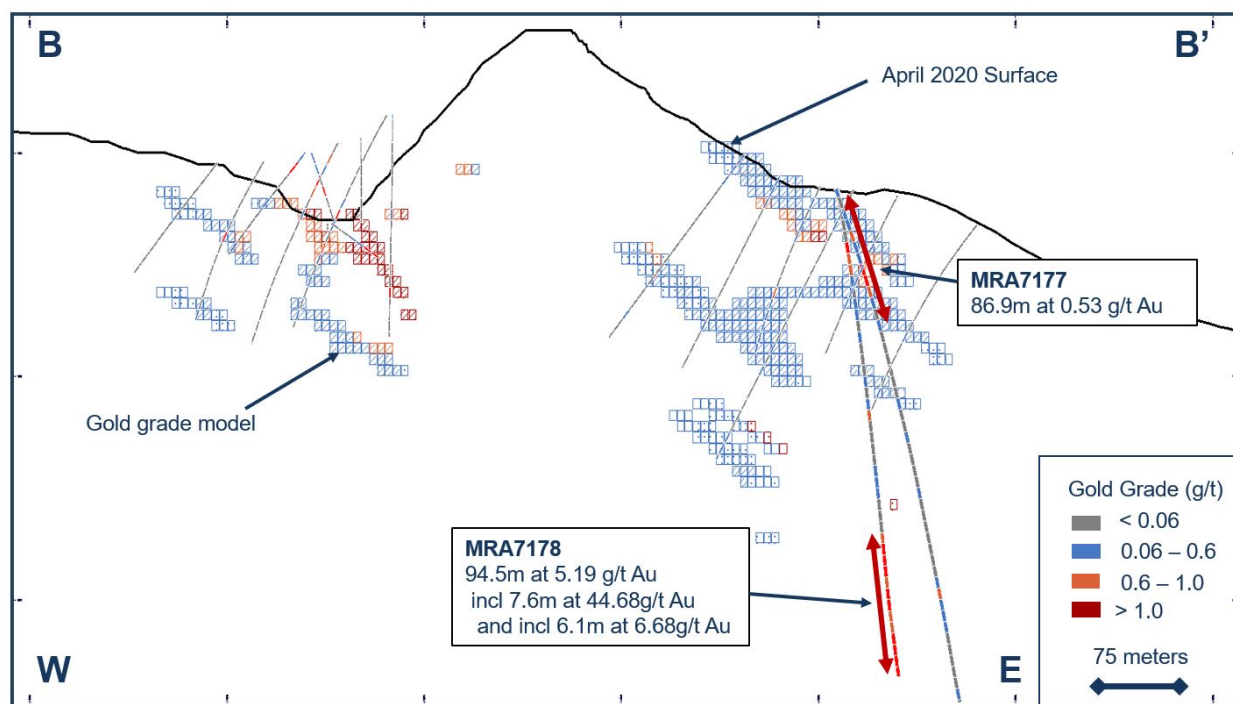 B
B'
April 2020 Surface
MRA7177
86.9m at 0.53 g/t Au
Gold grade model
Gold Grade (g/t)
< 0.06
0.06 – 0.6
0.6 – 1.0
> 1.0
75 meters
MRA7178
94.5m at 5.19 g/t Au
incl 7.6m at 44.68g/t Au
and incl 6.1m at 6.68g/t Au
W
E